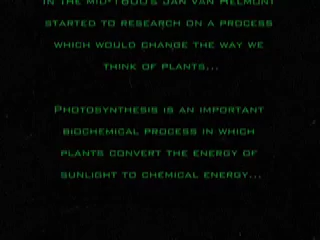 IN THE MID-1600'S JAN VAN HELMONT
STARTED TO RESEARCH ON A PROCESS
WHICH WOULD CHANGE THE WAY WE
THINK OF PLANTS...
PHOTOSYNTHESIS IS AN IMPORTANT
BIOCHEMICAL PROCESS IN WHICH
PLANTS CONVERT THE ENERGY OF
SUNLIGHT TO CHEMICAL ENERGY...